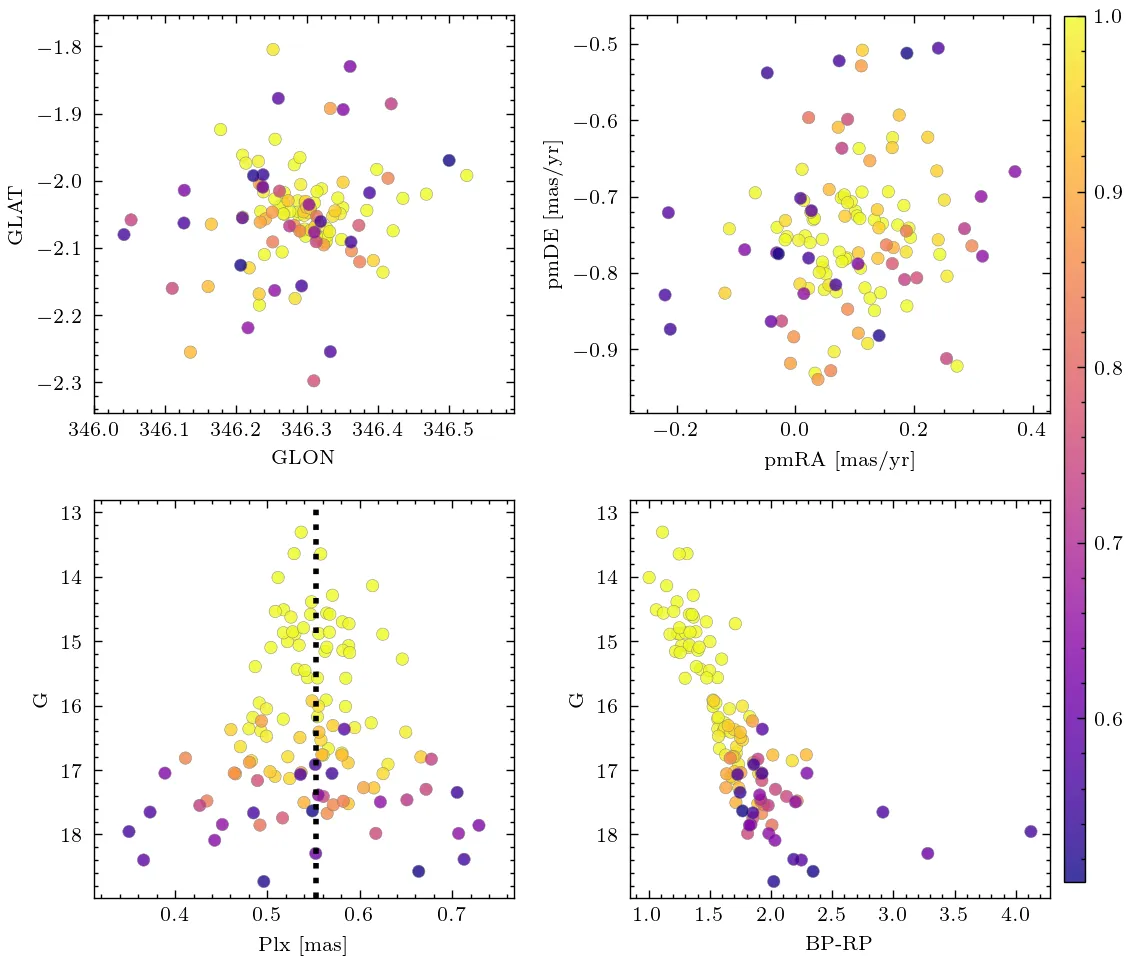 −1.8
−1.9
−2.0
−2.1
−2.2
−2.3
GLAT
346.0 346.1 346.2 346.3 346.4 346.5
GLON
−0.5
−0.6
−0.7
−0.8
−0.9
pmDE [mas/yr]
−0.2 0.0 0.2 0.4
pmRA [mas/yr]
1.0
0.9
0.8
0.7
0.6
13
14
15
16
17
18
G
0.4 0.5 0.6 0.7
Plx [mas]
13
14
15
16
17
18
G
1.0 1.5 2.0 2.5 3.0 3.5 4.0
BP-RP